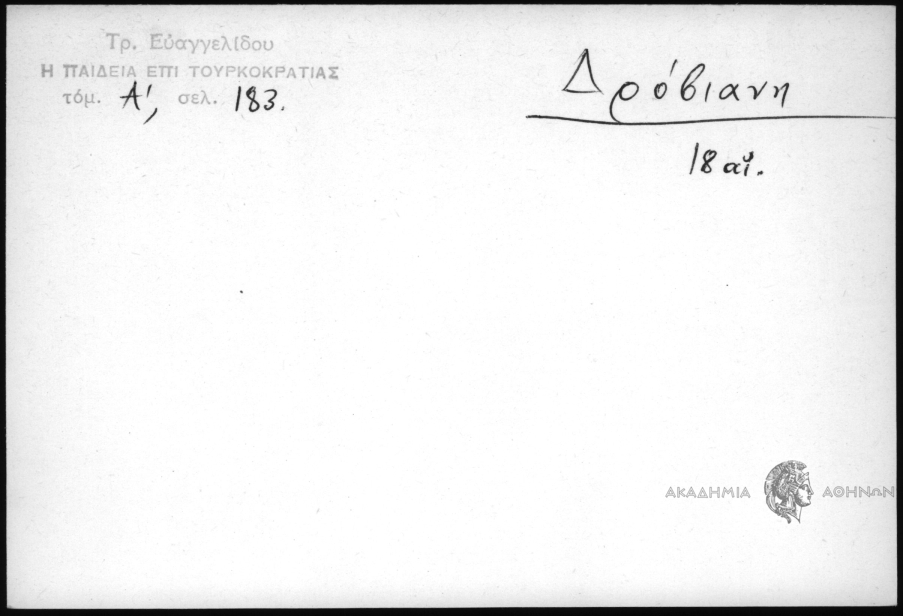 Τρ. Εὐαγγελίδου
Η ΠΑΙΔΕΙΑ ΕΠΙ ΤΟΥΡΚΟΚΡΑΤΙΑΣ
τόμ. Α', σελ. 183.
Δρόβιανη
18 αἰ.
ΑΚΑΔΗΜΙΑ ΑΘΗΝΩΝ